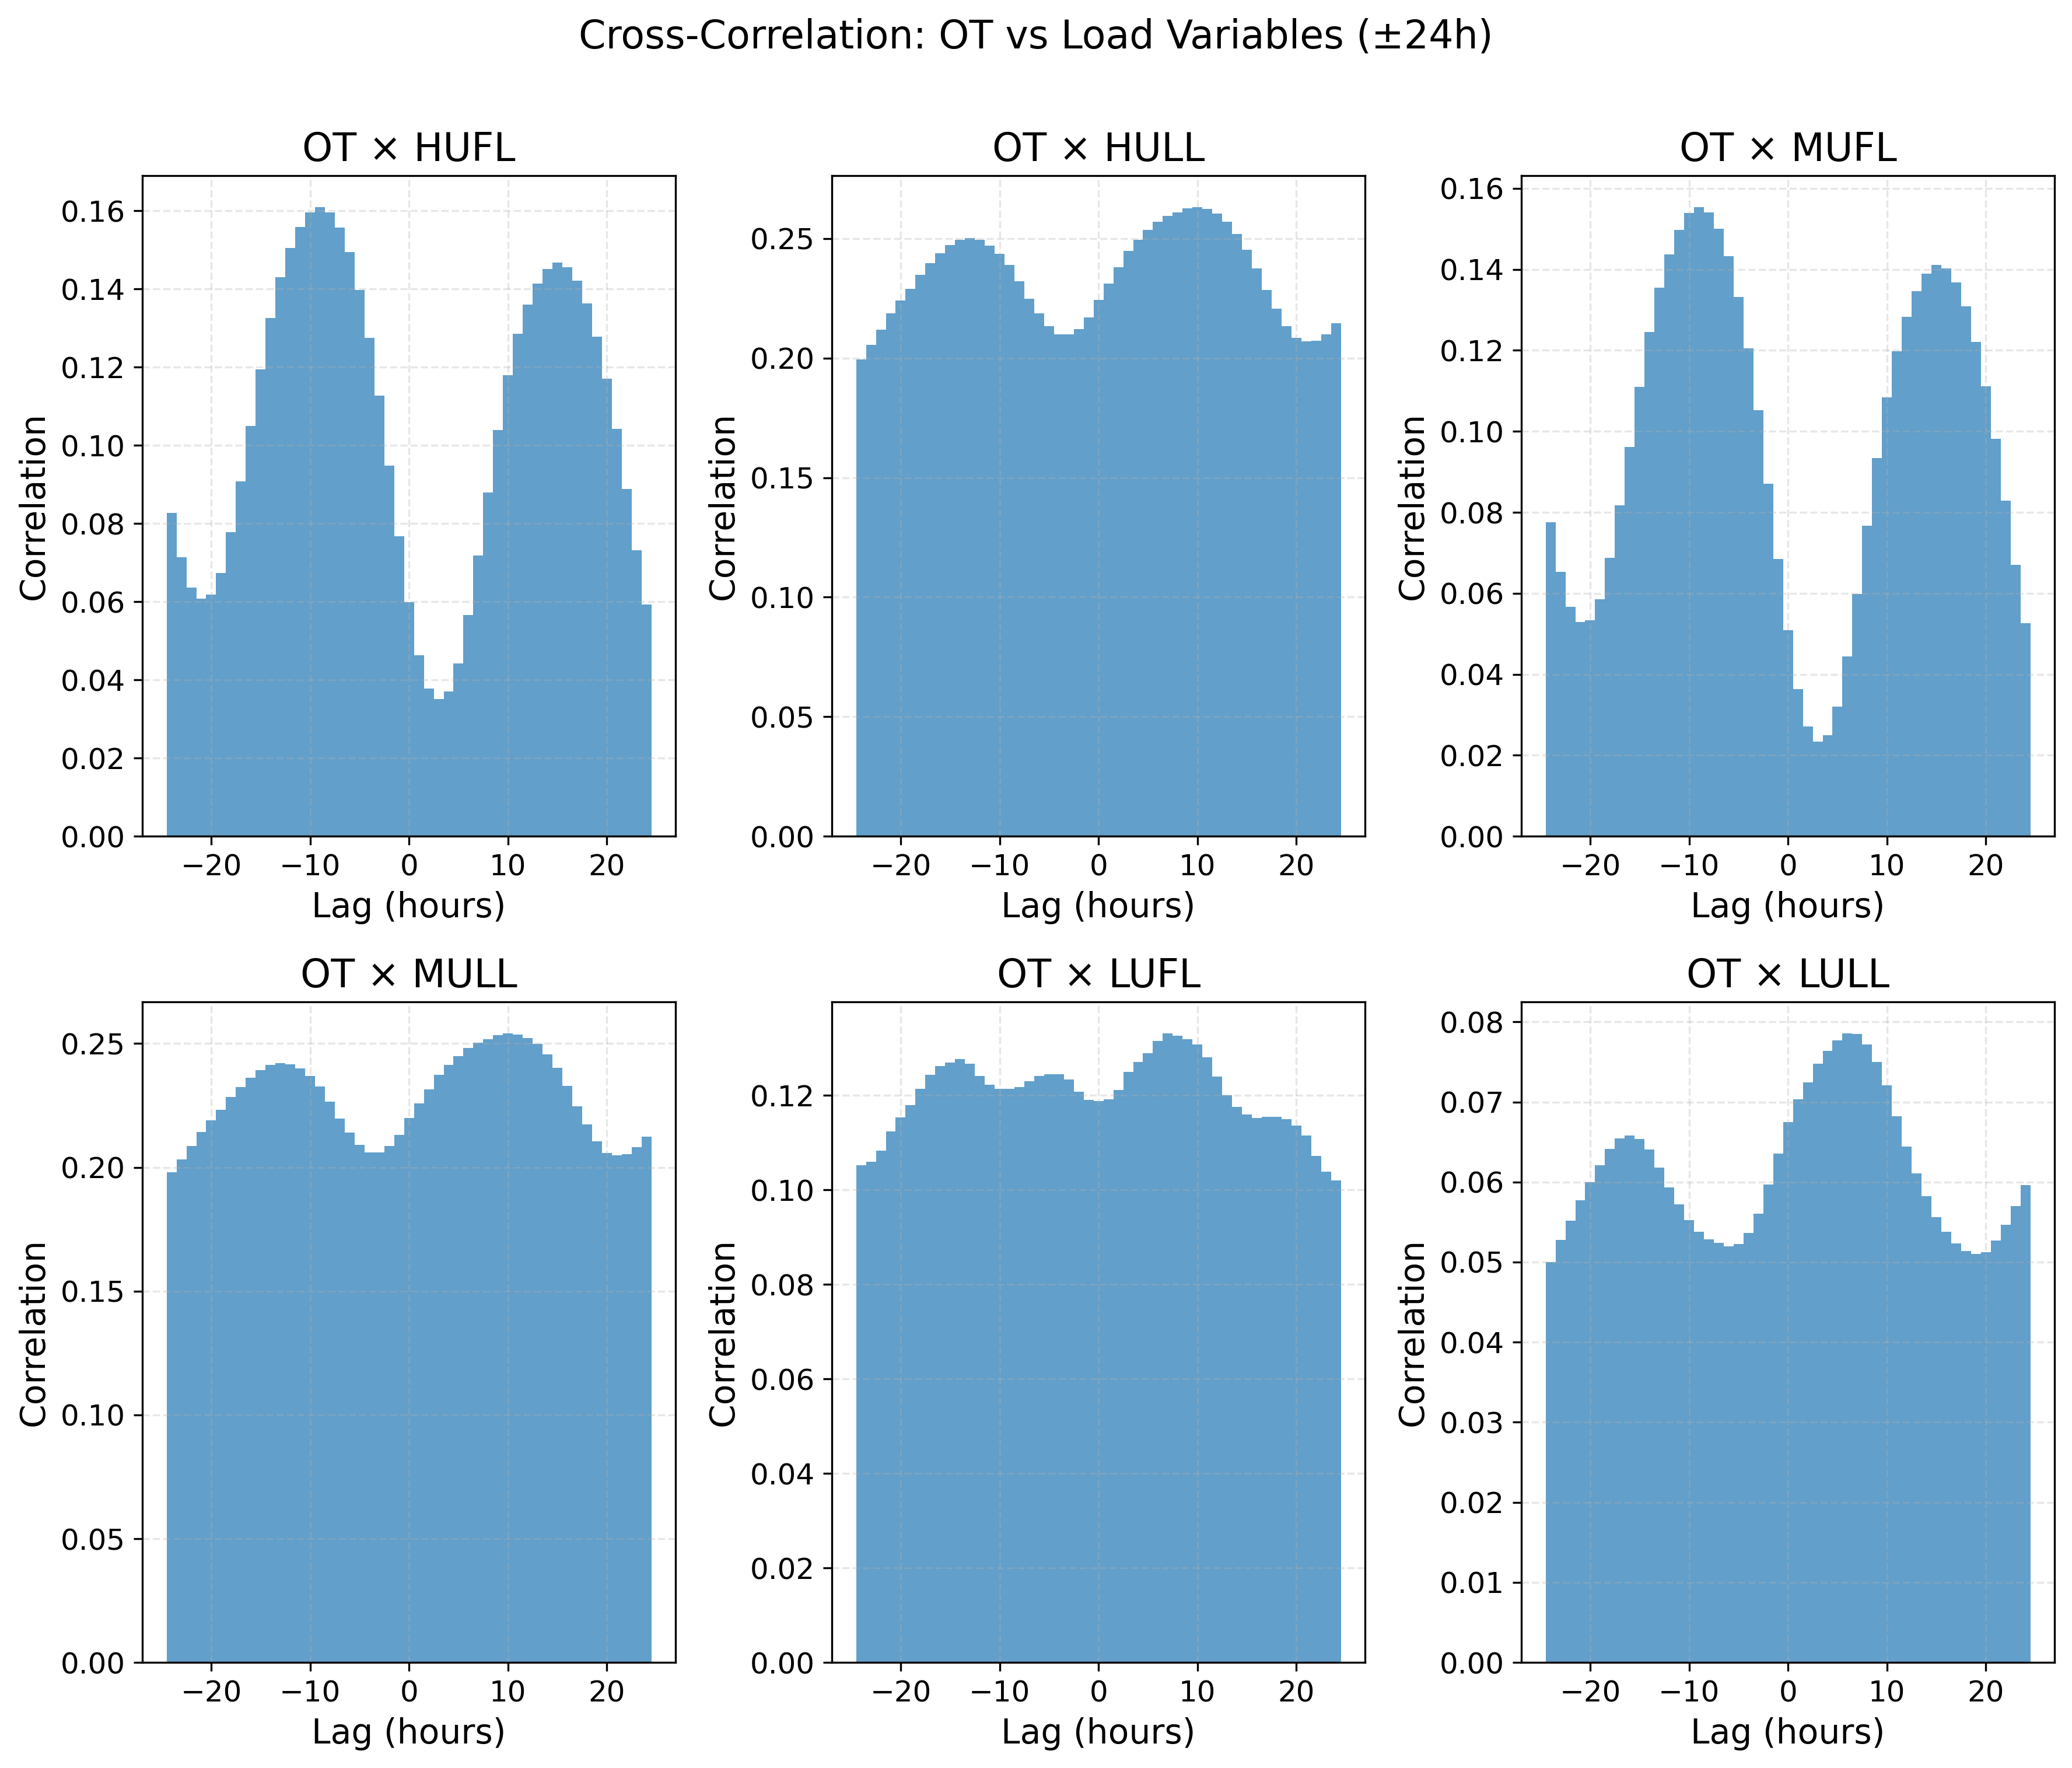 Cross-Correlation: OT vs Load Variables (±24h)
OT × HUFL
OT × HULL
OT × MUFL
Correlation
0.16
0.14
0.12
0.10
0.08
0.06
0.04
0.02
0.00
−20 −10 0 10 20
Lag (hours)
Correlation
0.25
0.20
0.15
0.10
0.05
0.00
−20 −10 0 10 20
Lag (hours)
Correlation
0.16
0.14
0.12
0.10
0.08
0.06
0.04
0.02
0.00
−20 −10 0 10 20
Lag (hours)
OT × MULL
OT × LUFL
OT × LULL
Correlation
0.25
0.20
0.15
0.10
0.05
0.00
−20 −10 0 10 20
Lag (hours)
Correlation
0.12
0.10
0.08
0.06
0.04
0.02
0.00
−20 −10 0 10 20
Lag (hours)
Correlation
0.08
0.07
0.06
0.05
0.04
0.03
0.02
0.01
0.00
−20 −10 0 10 20
Lag (hours)